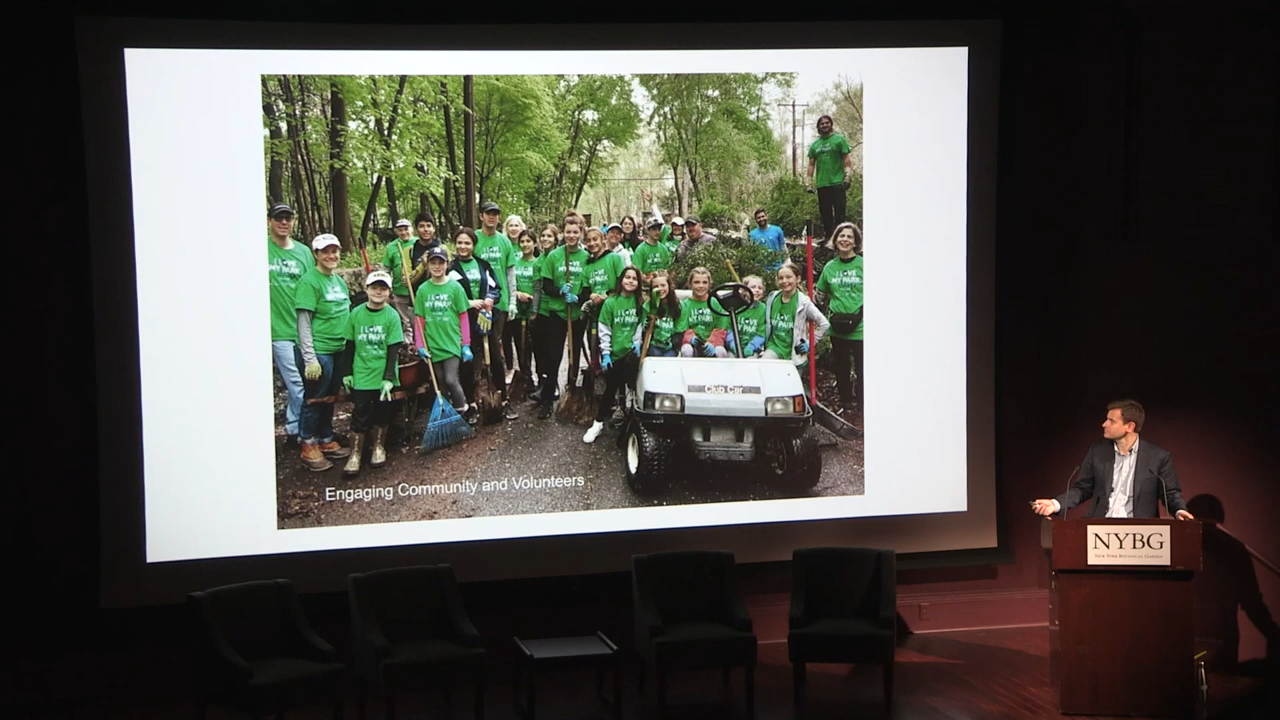 I LOVE
MY PARK
Club Car
Engaging Community and Volunteers
NYBG
NEW YORK BOTANICAL GARDEN